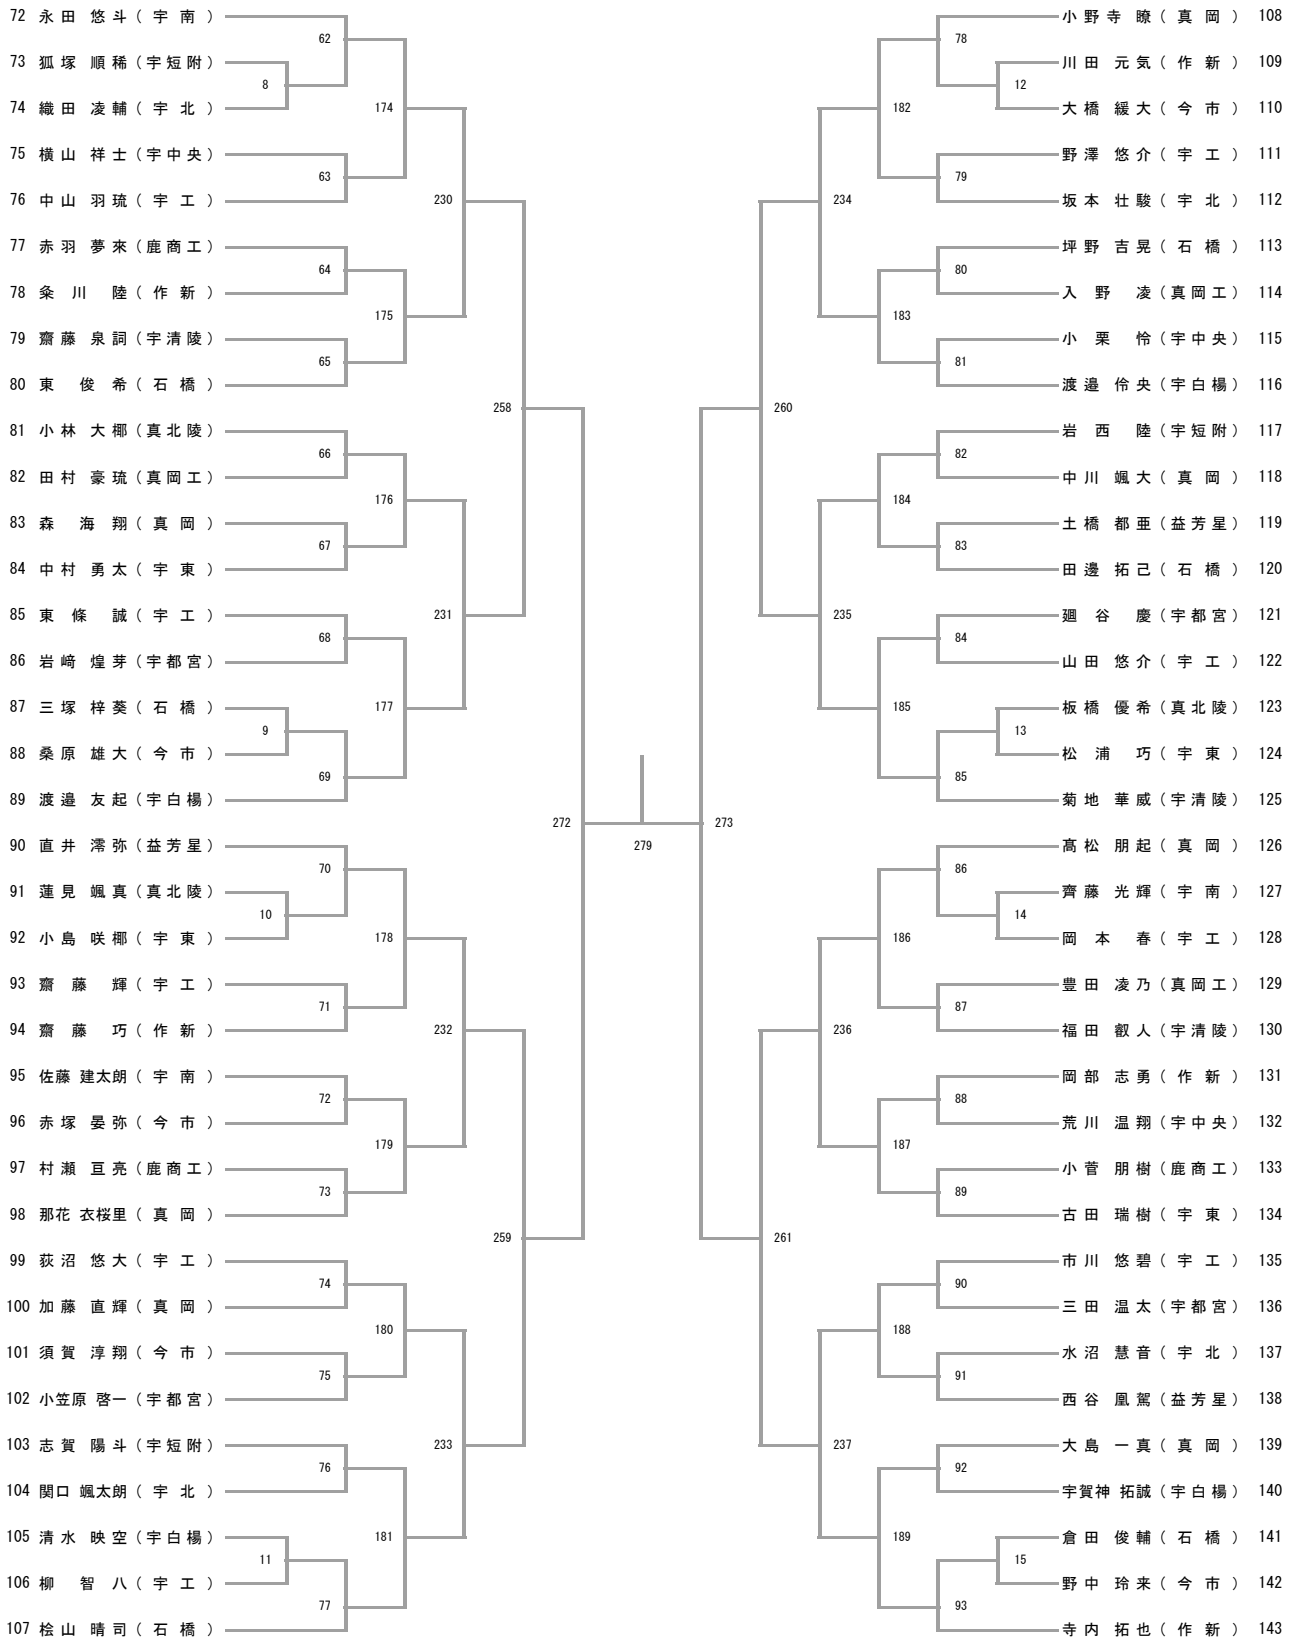 72 永田 悠斗 ( 宇 南 )
73 狐塚 順稀 (宇短附)
74 織田 凌輔 ( 宇 北 )
75 横山 祥士 (宇中央)
76 中山 羽琉 ( 宇 工 )
77 赤羽 夢來 (鹿商工)
78 粂川 陸 ( 作 新 )
79 齋藤 泉詞 (宇清陵)
80 東 俊希 ( 石 橋 )
81 小林 大椰 (真北陵)
82 田村 豪琉 (真岡工)
83 森 海翔 ( 真 岡 )
84 中村 勇太 ( 宇 東 )
85 東條 誠 ( 宇 工 )
86 岩﨑 煌芽 (宇都宮)
87 三塚 梓葵 ( 石 橋 )
88 桑原 雄大 ( 今 市 )
89 渡邉 友起 (宇白楊)
90 直井 澪弥 (益芳星)
91 蓮見 颯真 (真北陵)
92 小島 咲椰 ( 宇 東 )
93 齋藤 輝 ( 宇 工 )
94 齋藤 巧 ( 作 新 )
95 佐藤 建太朗 ( 宇 南 )
96 赤塚 晏弥 ( 今 市 )
97 村瀬 亘亮 (鹿商工)
98 那花 衣桜里 ( 真 岡 )
99 荻沼 悠大 ( 宇 工 )
100 加藤 直輝 ( 真 岡 )
101 須賀 淳翔 ( 今 市 )
102 小笠原 啓一 (宇都宮)
103 志賀 陽斗 (宇短附)
104 関口 颯太朗 ( 宇 北 )
105 清水 映空 (宇白楊)
106 柳 智八 ( 宇 工 )
107 桧山 晴司 ( 石 橋 )
8
9
10
11
62
63
64
65
66
67
68
69
70
71
72
73
74
75
76
77
174
175
176
177
178
179
180
181
230
231
232
233
258
259
272
279
273
260
261
234
235
236
237
182
183
184
185
186
187
188
189
78
79
80
81
82
83
84
85
86
87
88
89
90
91
92
93
12
13
14
15
小野寺 瞭 ( 真 岡 ) 108
川田 元気 ( 作 新 ) 109
大橋 緩大 ( 今 市 ) 110
野澤 悠介 ( 宇 工 ) 111
坂本 壮駿 ( 宇 北 ) 112
坪野 吉晃 ( 石 橋 ) 113
入野 凌 (真岡工) 114
小栗 怜 (宇中央) 115
渡邉 伶央 (宇白楊) 116
岩西 陸 (宇短附) 117
中川 颯大 ( 真 岡 ) 118
土橋 都亜 (益芳星) 119
田邊 拓己 ( 石 橋 ) 120
廻谷 慶 (宇都宮) 121
山田 悠介 ( 宇 工 ) 122
板橋 優希 (真北陵) 123
松浦 巧 ( 宇 東 ) 124
菊地 華威 (宇清陵) 125
髙松 朋起 ( 真 岡 ) 126
齊藤 光輝 ( 宇 南 ) 127
岡本 春 ( 宇 工 ) 128
豊田 凌乃 (真岡工) 129
福田 叡人 (宇清陵) 130
岡部 志勇 ( 作 新 ) 131
荒川 温翔 (宇中央) 132
小菅 朋樹 (鹿商工) 133
古田 瑞樹 ( 宇 東 ) 134
市川 悠碧 ( 宇 工 ) 135
三田 温太 (宇都宮) 136
水沼 慧音 ( 宇 北 ) 137
西谷 凰駕 (益芳星) 138
大島 一真 ( 真 岡 ) 139
宇賀神 拓誠 (宇白楊) 140
倉田 俊輔 ( 石 橋 ) 141
野中 玲来 ( 今 市 ) 142
寺内 拓也 ( 作 新 ) 143